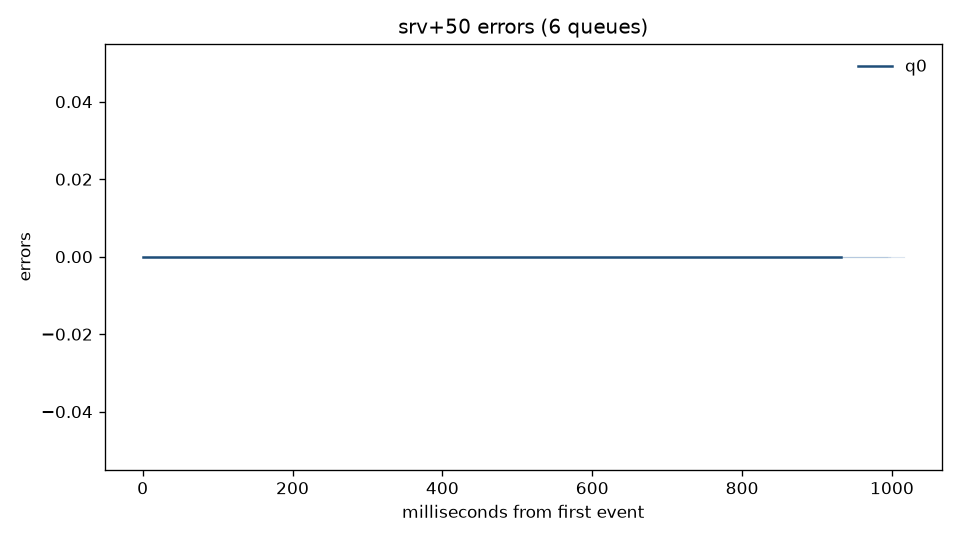 srv+50 errors (6 queues)
q0
0.04
0.02
0.00
−0.02
−0.04
errors
0 200 400 600 800 1000
milliseconds from first event